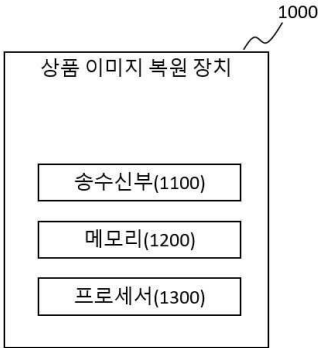 1000
상품 이미지 복원 장치
송수신부(1100)
메모리(1200)
프로세서(1300)